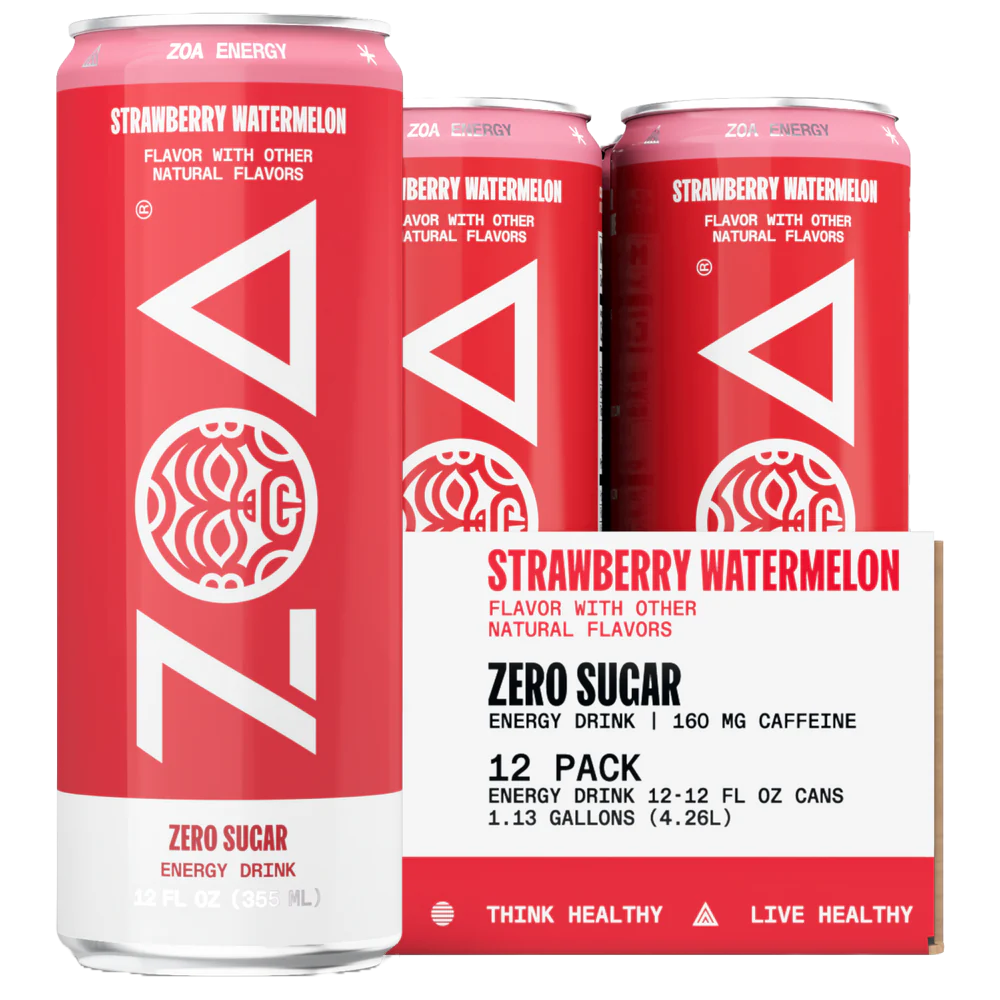 ZOA ENERGY
STRAWBERRY WATERMELON
FLAVOR WITH OTHER
NATURAL FLAVORS
®
ZOA
ZERO SUGAR
ENERGY DRINK
12 FL OZ (355 ML)
ZOA ENERGY
WATERMELON
FLAVOR WITH OTHER
NATURAL FLAVORS
ZOA ENERGY
STRAWBERRY WATERMELON
FLAVOR WITH OTHER
NATURAL FLAVORS
®
STRAWBERRY WATERMELON
FLAVOR WITH OTHER
NATURAL FLAVORS
ZERO SUGAR
ENERGY DRINK | 160 MG CAFFEINE
12 PACK
ENERGY DRINK 12-12 FL OZ CANS
1.13 GALLONS (4.26L)
THINK HEALTHY LIVE HEALTHY